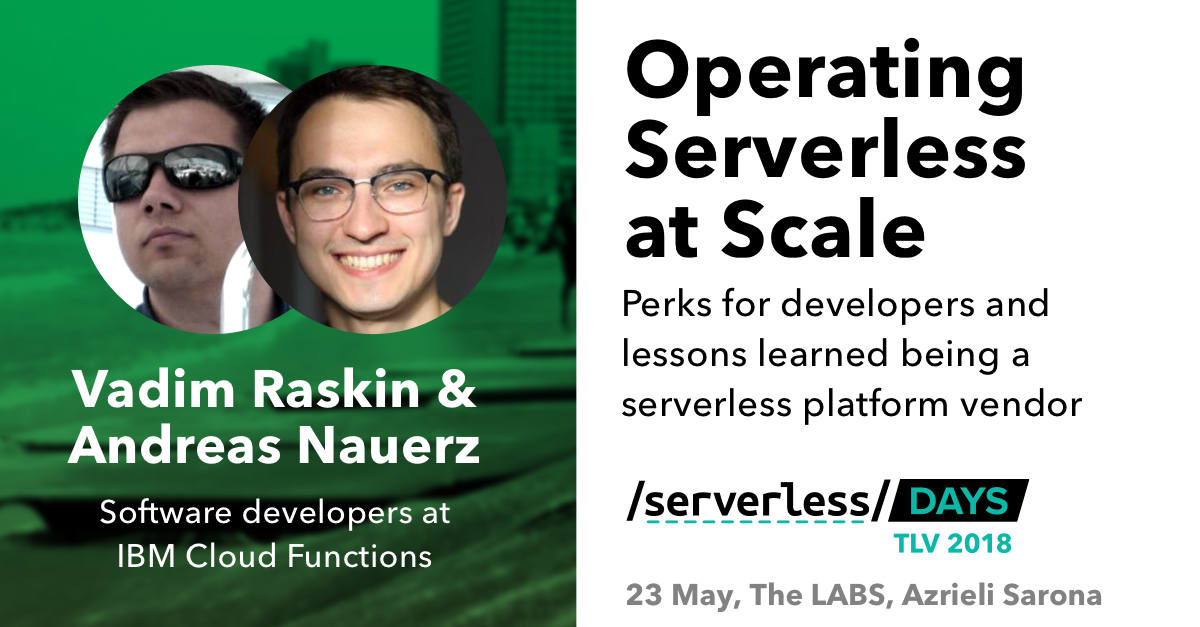 Vadim Raskin &
Andreas Nauerz
Software developers at
IBM Cloud Functions
Operating
Serverless
at Scale
Perks for developers and
lessons learned being a
serverless platform vendor
/serverless/DAYS
TLV 2018
23 May, The LABS, Azrieli Sarona